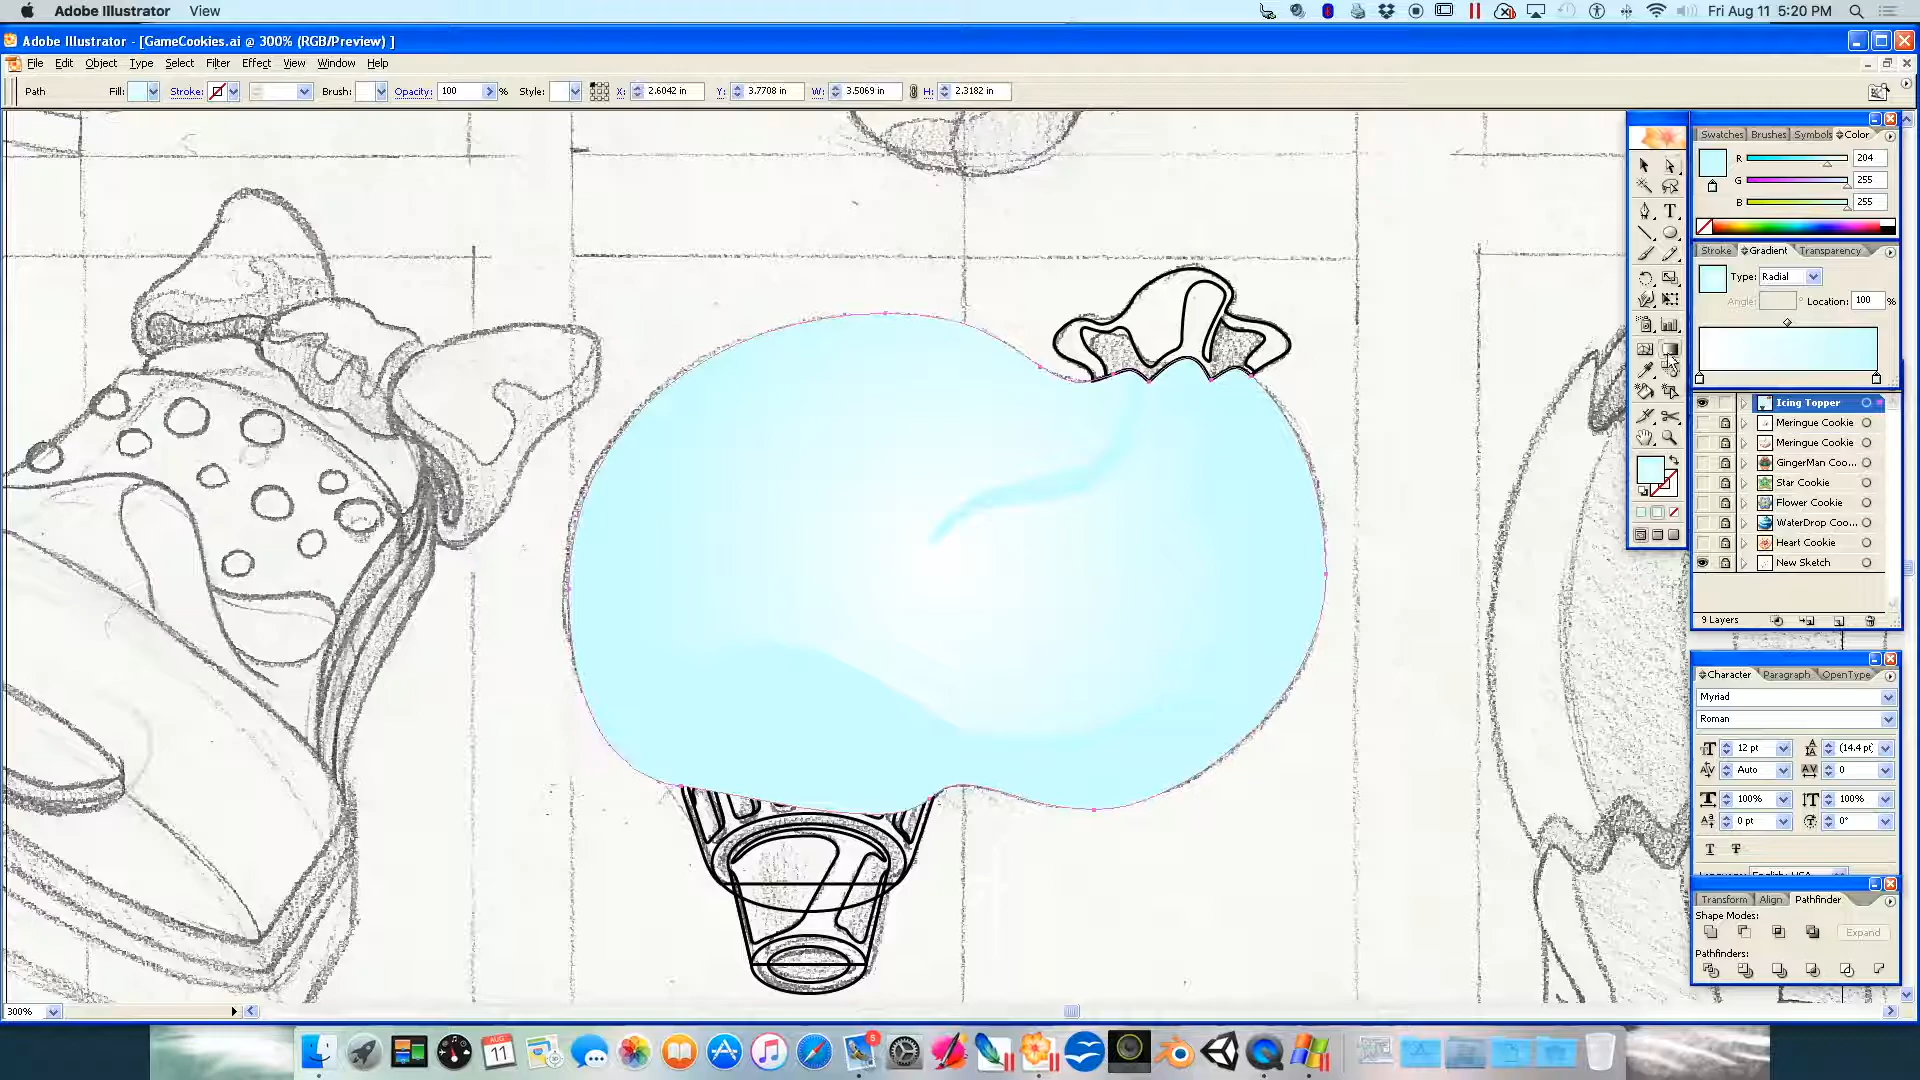 Adobe Illustrator View
Fri Aug 11 5:20 PM
Adobe Illustrator - [GameCookies.ai @ 300% (RGB/Preview) ]
File Edit Object Type Select Filter Effect View Window Help
Path Fill: Stroke: Brush: Opacity: 100 % Style: X: 2.6042 in Y: 3.7708 in W: 3.5069 in H: 2.3182 in
Swatches Brushes Symbols Color
R 204
G 255
B 255
Stroke Gradient Transparency
Type: Radial
Angle: Location: 100 %
Icing Topper
Meringue Cookie
Meringue Cookie
GingerMan Coo...
Star Cookie
Flower Cookie
WaterDrop Coo...
Heart Cookie
New Sketch
9 Layers
Character Paragraph OpenType
Myriad
Roman
12 pt (14.4 pt)
Auto 0
100% 100%
0 pt 0°
T T
Transform Align Pathfinder
Shape Modes:
Expand
Pathfinders:
300%
AUG
11
5